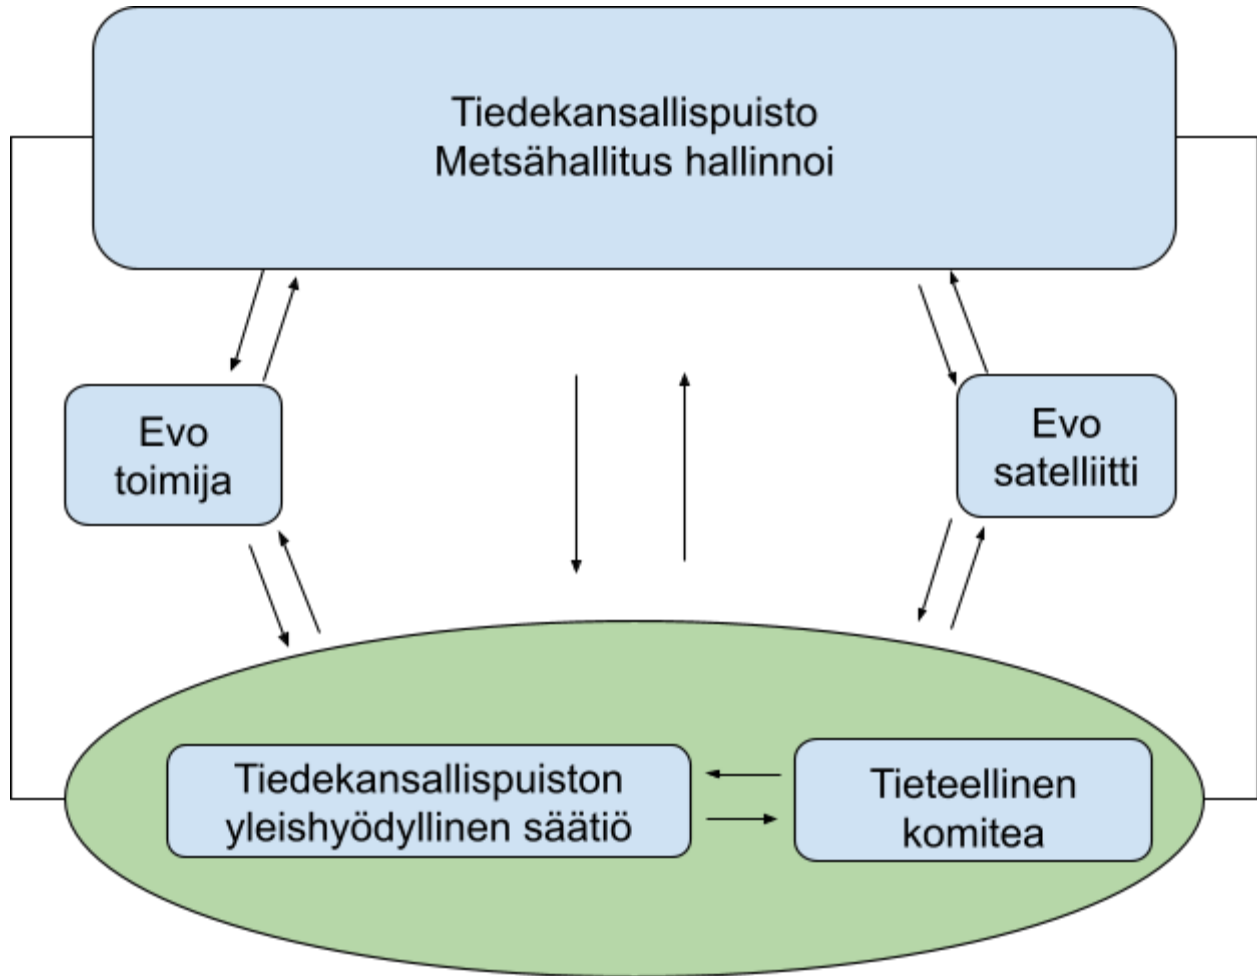 Tiedekansallispuisto
Metsähallitus hallinnoi
Evo
toimija
Evo
satelliitti
Tiedekansallispuiston
yleishyödyllinen säätiö
Tieteellinen
komitea